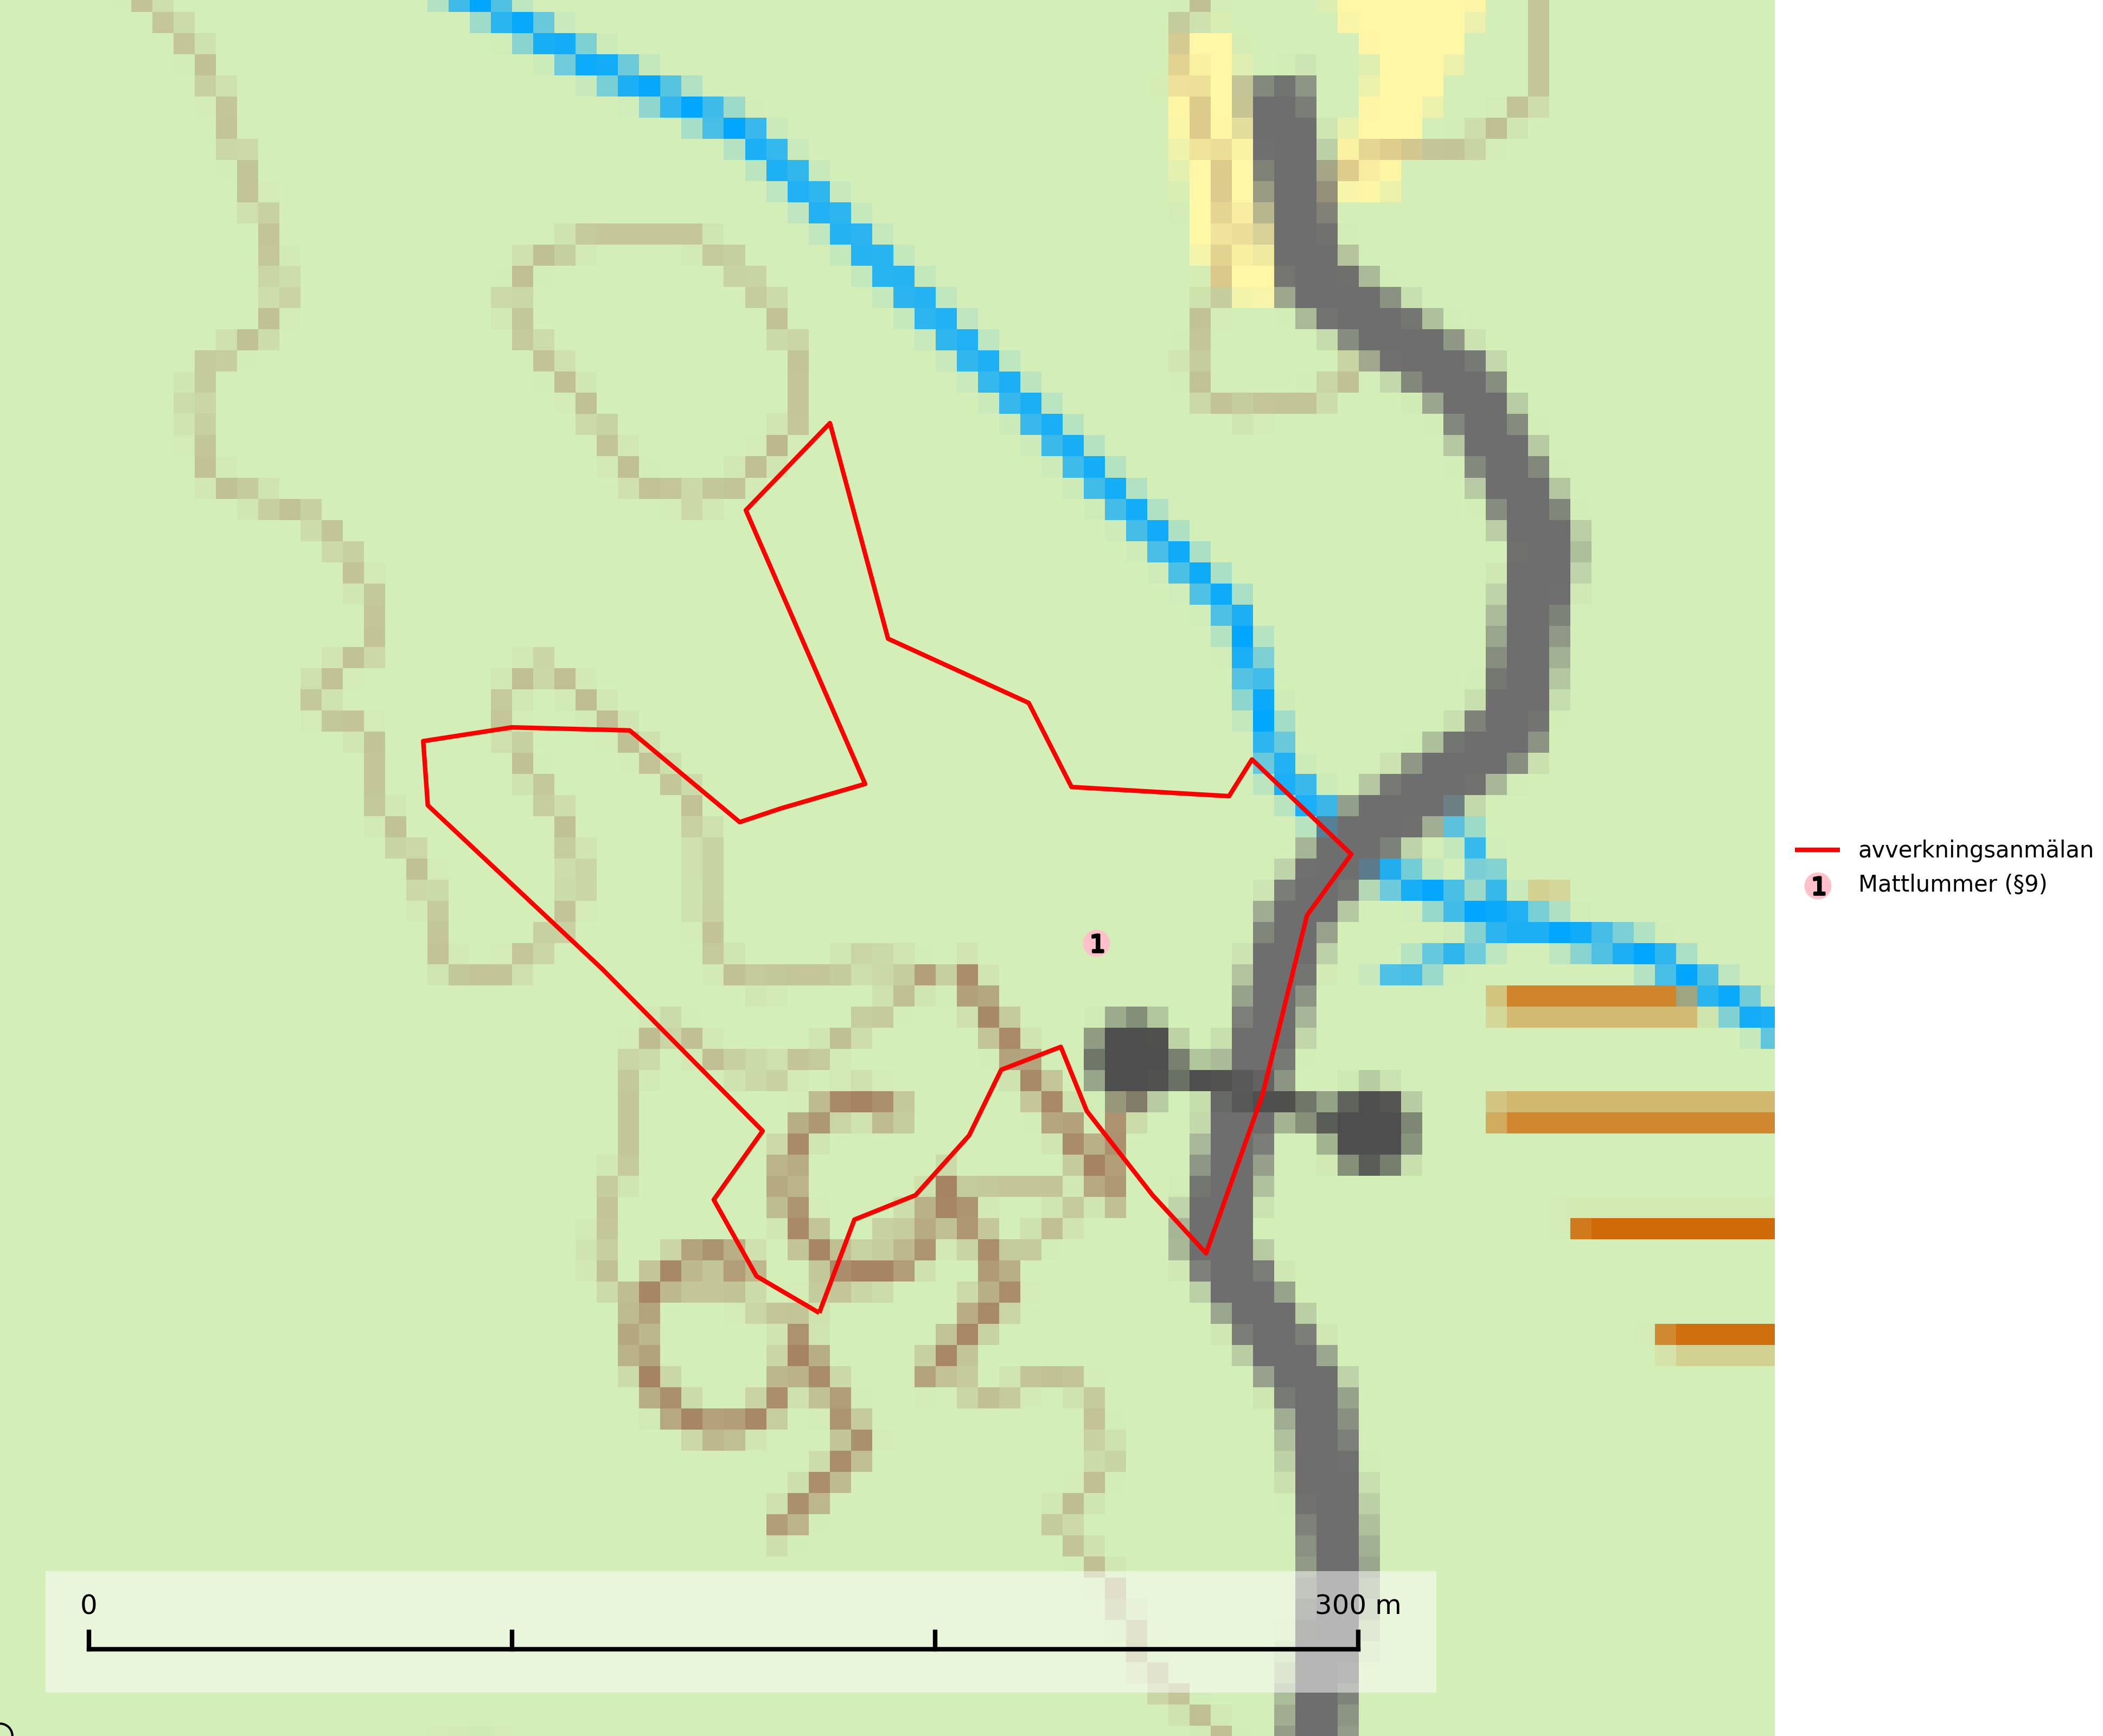 avverkningsanmälan
1 Mattlummer (§9)
1
0 300 m